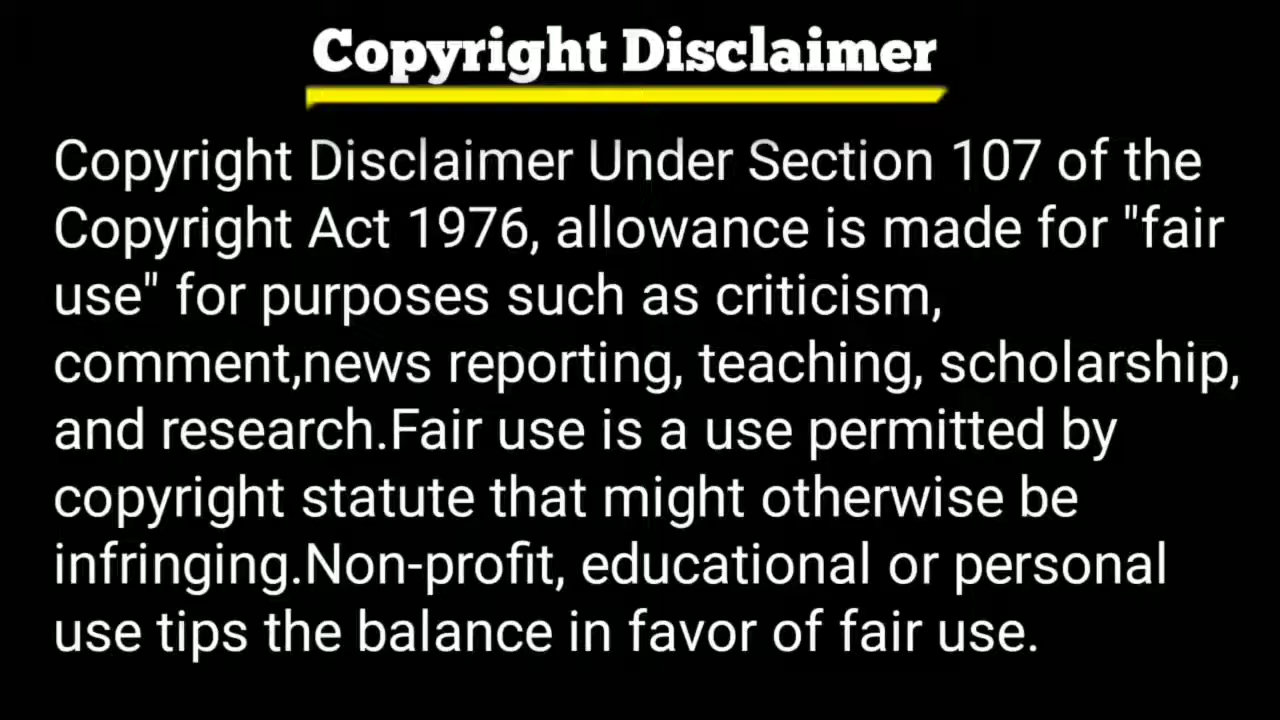 Copyright Disclaimer
Copyright Disclaimer Under Section 107 of the
Copyright Act 1976, allowance is made for "fair
use" for purposes such as criticism,
comment,news reporting, teaching, scholarship,
and research.Fair use is a use permitted by
copyright statute that might otherwise be
infringing.Non-profit, educational or personal
use tips the balance in favor of fair use.